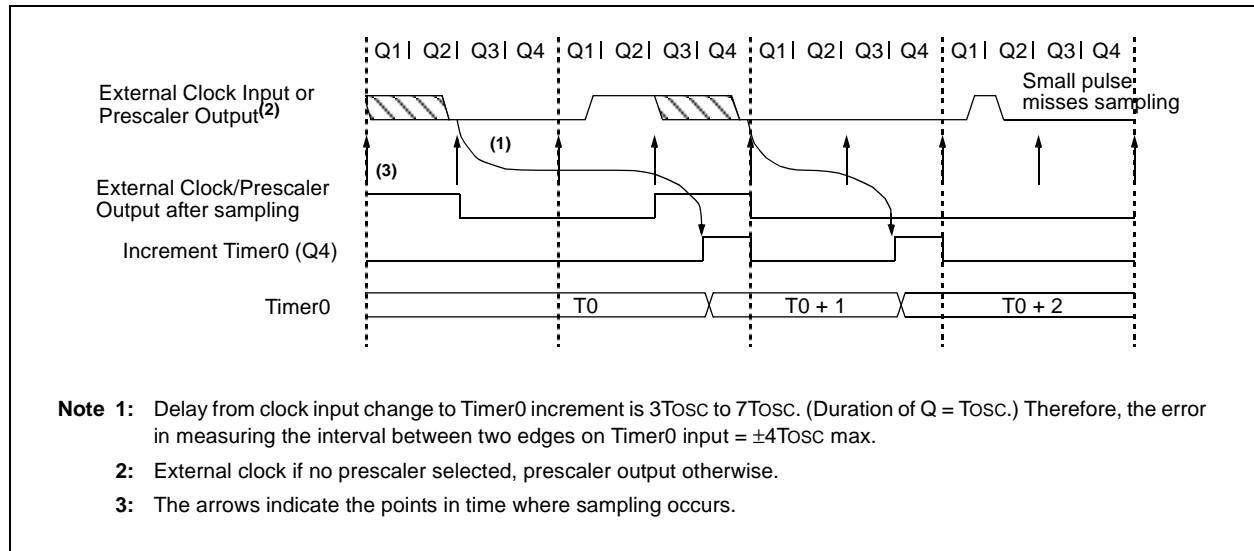 Q1 Q2 Q3 Q4 Q1 Q2 Q3 Q4 Q1 Q2 Q3 Q4 Q1 Q2 Q3 Q4
External Clock Input or
Prescaler Output(2)
Small pulse
misses sampling
(1)
(3)
External Clock/Prescaler
Output after sampling
Increment Timer0 (Q4)
Timer0 T0 T0 + 1 T0 + 2
Note 1: Delay from clock input change to Timer0 increment is 3TOSC to 7TOSC. (Duration of Q = TOSC.) Therefore, the error
in measuring the interval between two edges on Timer0 input = ±4TOSC max.
2: External clock if no prescaler selected, prescaler output otherwise.
3: The arrows indicate the points in time where sampling occurs.